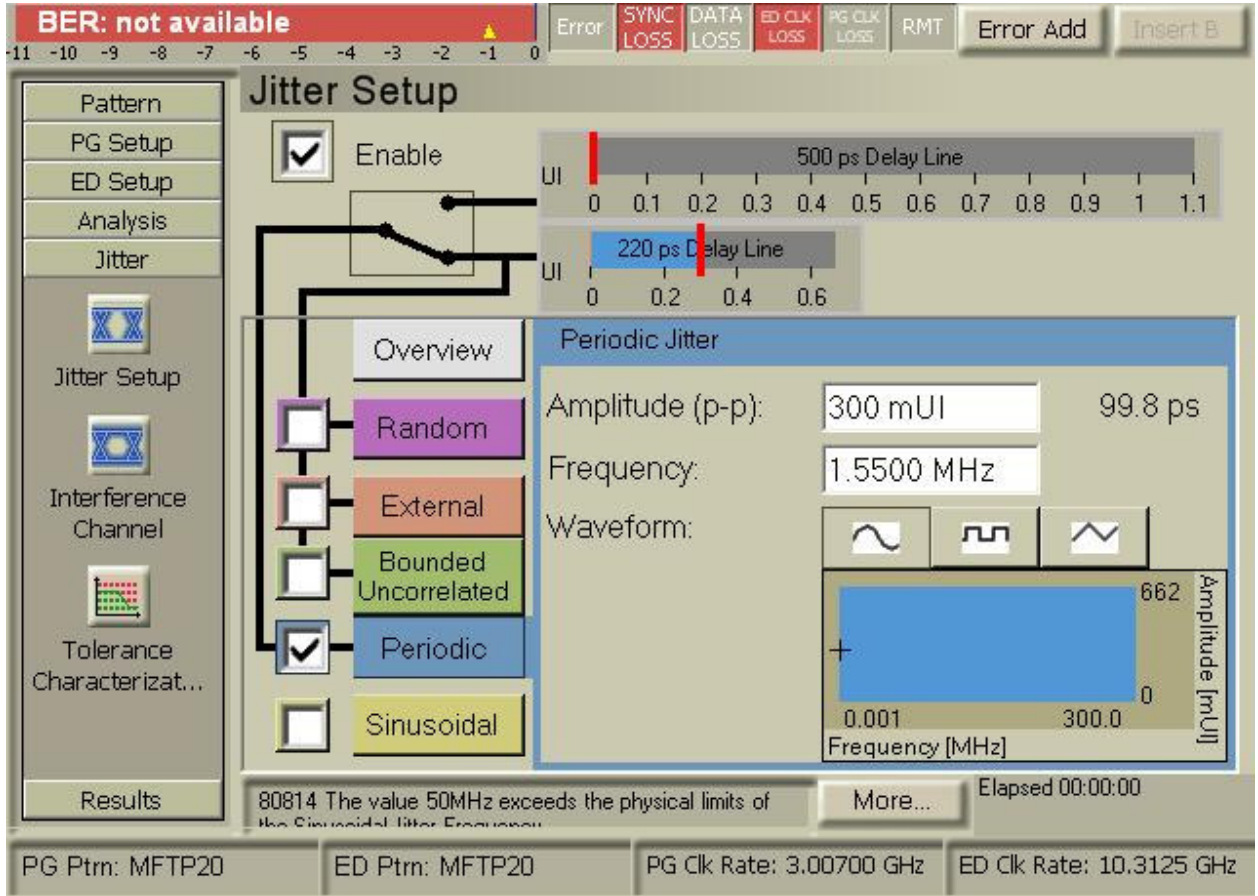 BER: not available
-11 -10 -9 -8 -7 -6 -5 -4 -3 -2 -1 0
Error
SYNC LOSS
DATA LOSS
ED CLK LOSS
PG CLK LOSS
RMT
Error Add
Insert B
Pattern
PG Setup
ED Setup
Analysis
Jitter
Jitter Setup
Interference
Channel
Tolerance
Characterizat...
Results
Jitter Setup
Enable
UI
500 ps Delay Line
0 0.1 0.2 0.3 0.4 0.5 0.6 0.7 0.8 0.9 1 1.1
UI
220 ps Delay Line
0 0.2 0.4 0.6
Overview
Random
External
Bounded
Uncorrelated
Periodic
Sinusoidal
Periodic Jitter
Amplitude (p-p): 300 mUI 99.8 ps
Frequency: 1.5500 MHz
Waveform:
662
0
Amplitude [mUI]
0.001 300.0
Frequency [MHz]
80814 The value 50MHz exceeds the physical limits of
the Sinusoidal Jitter Frequency
More...
Elapsed 00:00:00
PG Ptrn: MFTP20 ED Ptrn: MFTP20 PG Clk Rate: 3.00700 GHz ED Clk Rate: 10.3125 GHz